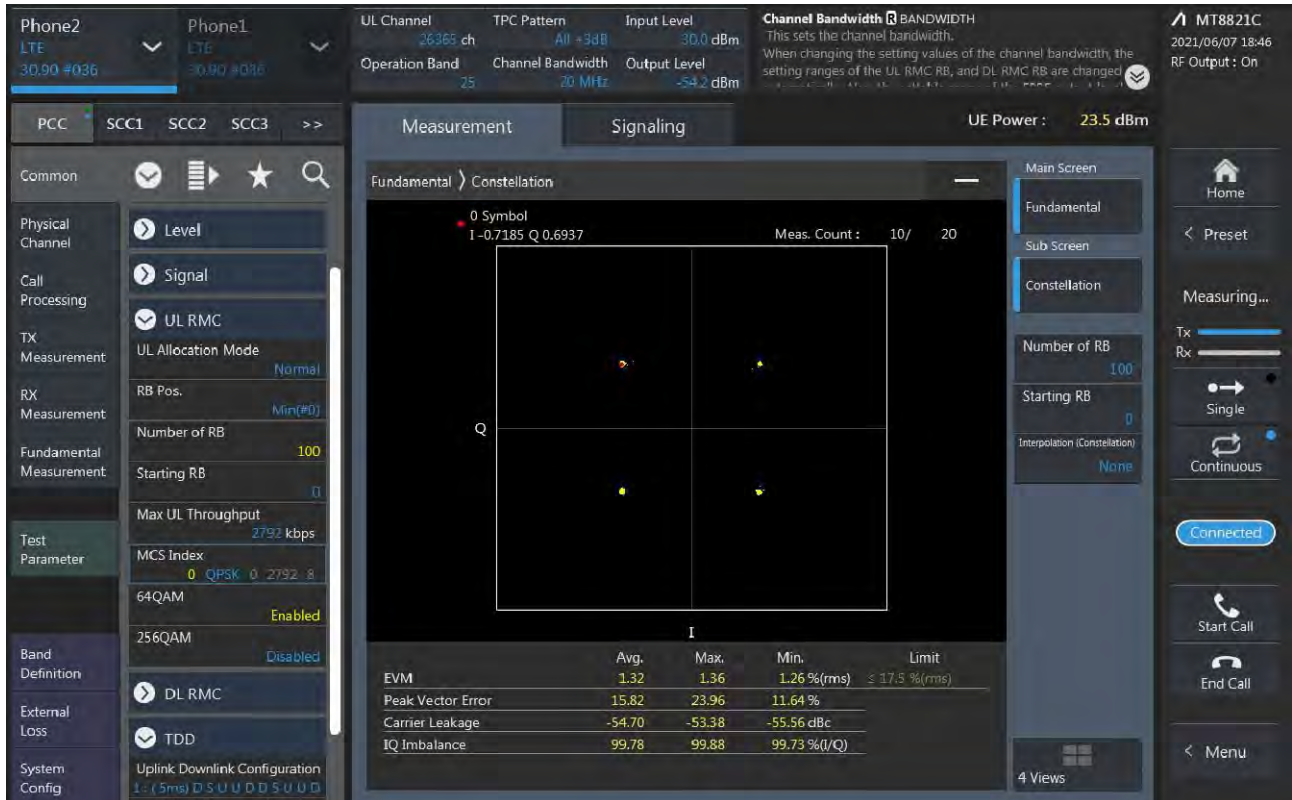 Phone2
LTE
30.90 #036
Phone1
LTE
30.90 #036
UL Channel
26365 ch
TPC Pattern
All +3dB
Input Level
30.0 dBm
Operation Band
25
Channel Bandwidth
20 MHz
Output Level
-54.2 dBm
Channel Bandwidth R BANDWIDTH
This sets the channel bandwidth.
When changing the setting values of the channel bandwidth, the
setting ranges of the UL RMC RB, and DL RMC RB are changed
MT8821C
2021/06/07 18:46
RF Output : On
PCC SCC1 SCC2 SCC3 >>
Measurement
Signaling
UE Power : 23.5 dBm
Common
Physical
Channel
Call
Processing
TX
Measurement
RX
Measurement
Fundamental
Measurement
Test
Parameter
Band
Definition
External
Loss
System
Config
Level
Signal
UL RMC
UL Allocation Mode
Normal
RB Pos.
Min(#0)
Number of RB
100
Starting RB
0
Max UL Throughput
2792 kbps
MCS Index
0 QPSK 0 2792 8
64QAM
Enabled
256QAM
Disabled
DL RMC
TDD
Uplink Downlink Configuration
1 : ( 5ms) D S U U D D S U U D
Fundamental 〉 Constellation
0 Symbol
I -0.7185 Q 0.6937
Meas. Count : 10/ 20
Q
I
Avg. Max. Min. Limit
EVM 1.32 1.36 1.26 %(rms) ≤ 17.5 %(rms)
Peak Vector Error 15.82 23.96 11.64 %
Carrier Leakage -54.70 -53.38 -55.56 dBc
IQ Imbalance 99.78 99.88 99.73 %(I/Q)
Main Screen
Fundamental
Sub Screen
Constellation
Number of RB
100
Starting RB
0
Interpolation (Constellation)
None
4 Views
Home
< Preset
Measuring...
Tx
Rx
Single
Continuous
Connected
Start Call
End Call
< Menu